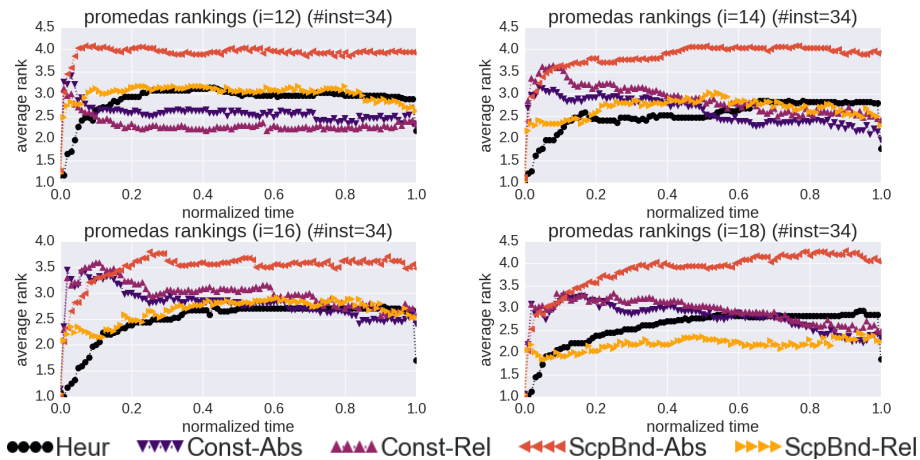 promedas rankings (i=12) (#inst=34)
average rank
4.5
4.0
3.5
3.0
2.5
2.0
1.5
1.0
0.0 0.2 0.4 0.6 0.8 1.0
normalized time
promedas rankings (i=14) (#inst=34)
average rank
4.5
4.0
3.5
3.0
2.5
2.0
1.5
1.0
0.0 0.2 0.4 0.6 0.8 1.0
normalized time
promedas rankings (i=16) (#inst=34)
average rank
4.0
3.5
3.0
2.5
2.0
1.5
1.0
0.0 0.2 0.4 0.6 0.8 1.0
normalized time
promedas rankings (i=18) (#inst=34)
average rank
4.5
4.0
3.5
3.0
2.5
2.0
1.5
1.0
0.0 0.2 0.4 0.6 0.8 1.0
normalized time
Heur Const-Abs Const-Rel ScpBnd-Abs ScpBnd-Rel